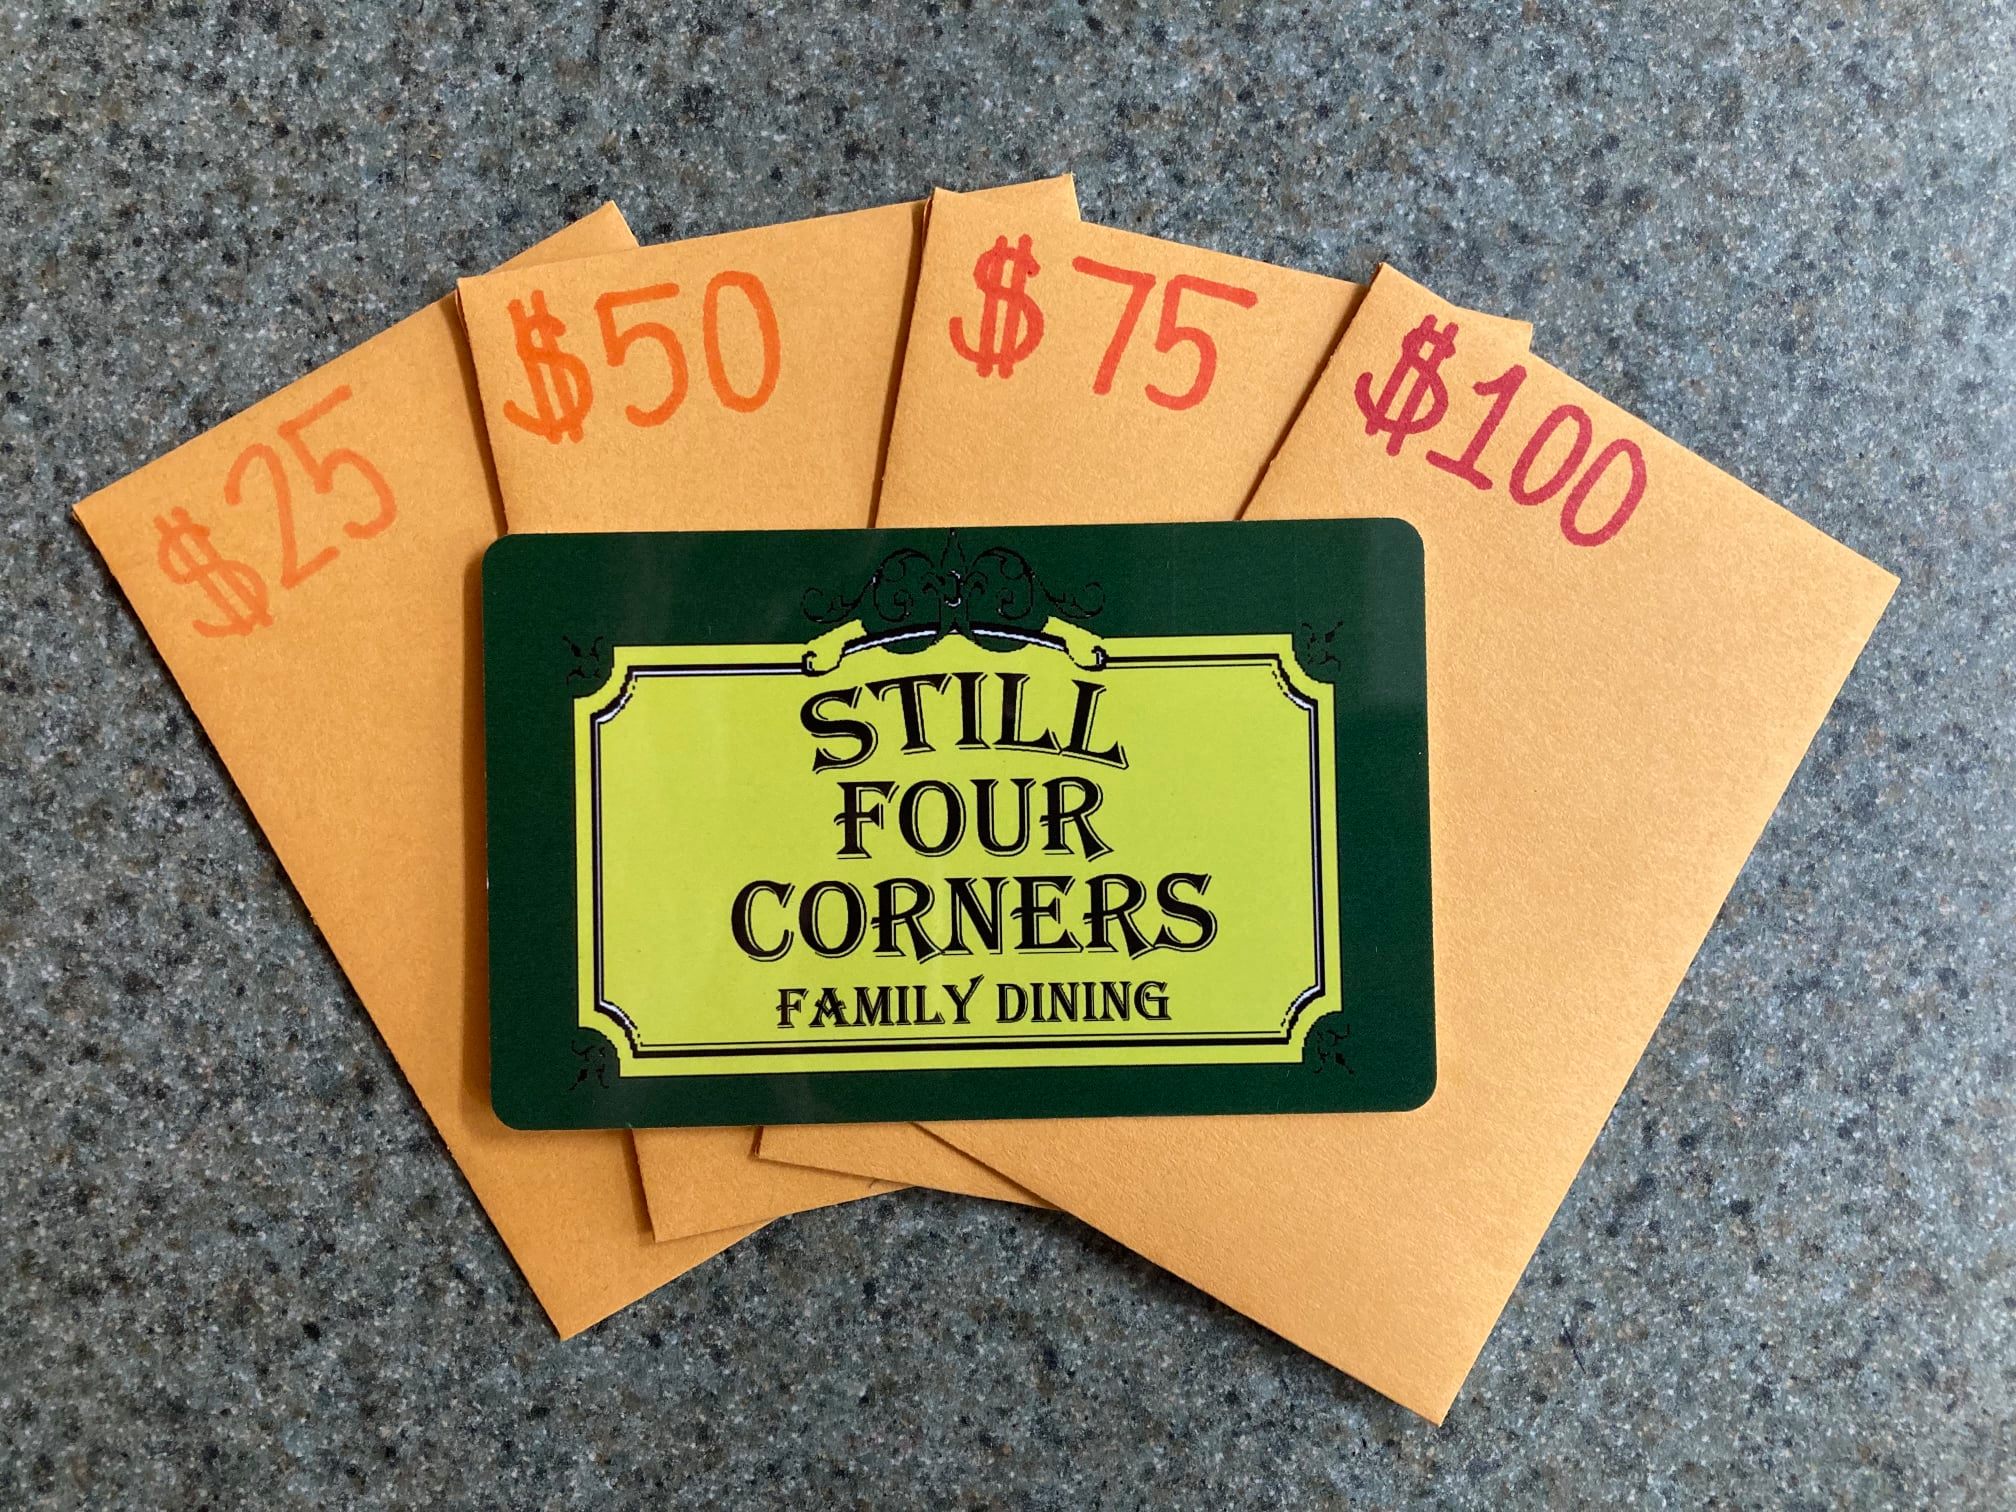 $25
$50
$75
$100
STILL
FOUR
CORNERS
FAMILY DINING